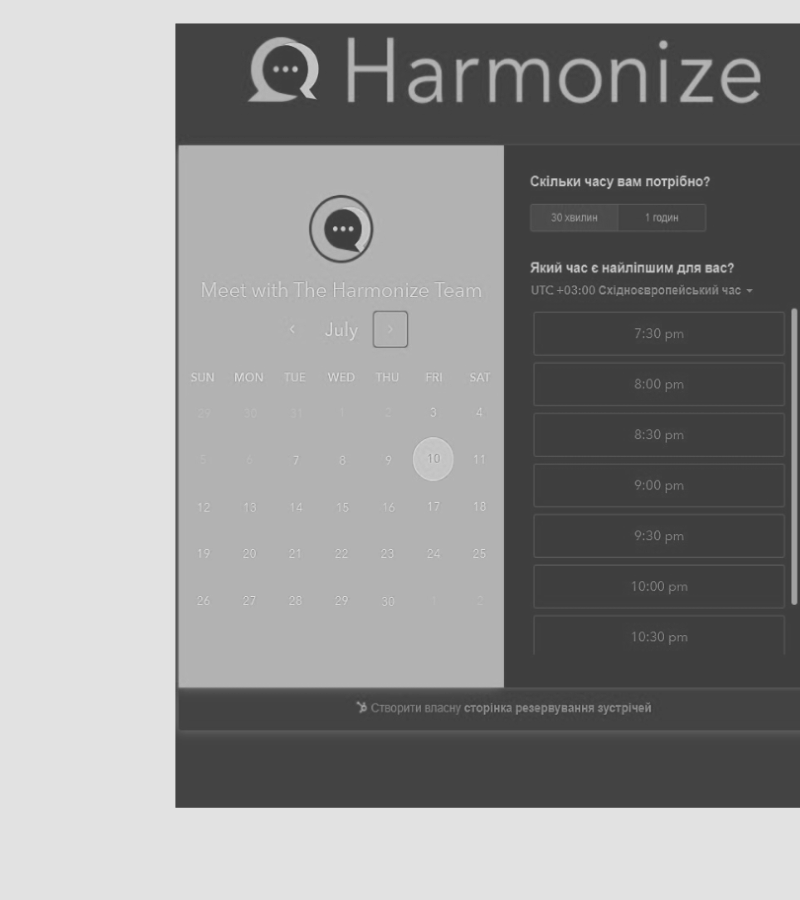 Harmonize
Meet with The Harmonize Team
July
SUN MON TUE WED THU FRI SAT
29 30 31 1 2 3 4
5 6 7 8 9 10 11
12 13 14 15 16 17 18
19 20 21 22 23 24 25
26 27 28 29 30 1 2
Скільки часу вам потрібно?
30 хвилин 1 годин
Який час є найліпшим для вас?
UTC +03:00 Східноєвропейський час
7:30 pm
8:00 pm
8:30 pm
9:00 pm
9:30 pm
10:00 pm
10:30 pm
Створити власну сторінка резервування зустрічей